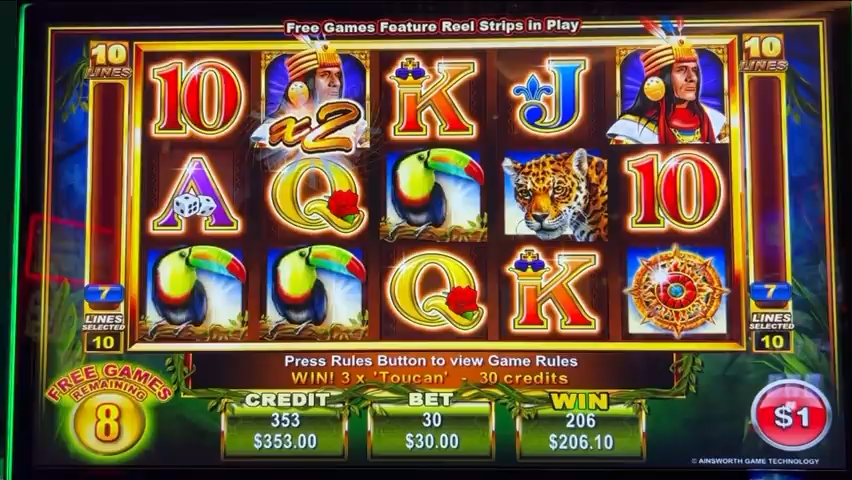 Free Games Feature Reel Strips in Play
10 LINES
10 LINES
10 K J
x2
A Q 10
Q K
7 LINES SELECTED 10
7 LINES SELECTED 10
Press Rules Button to view Game Rules
WIN! 3 x 'Toucan' - 30 credits
FREE GAMES REMAINING
8
CREDIT BET WIN
353 30 206
$353.00 $30.00 $206.10
$1
© AINSWORTH GAME TECHNOLOGY